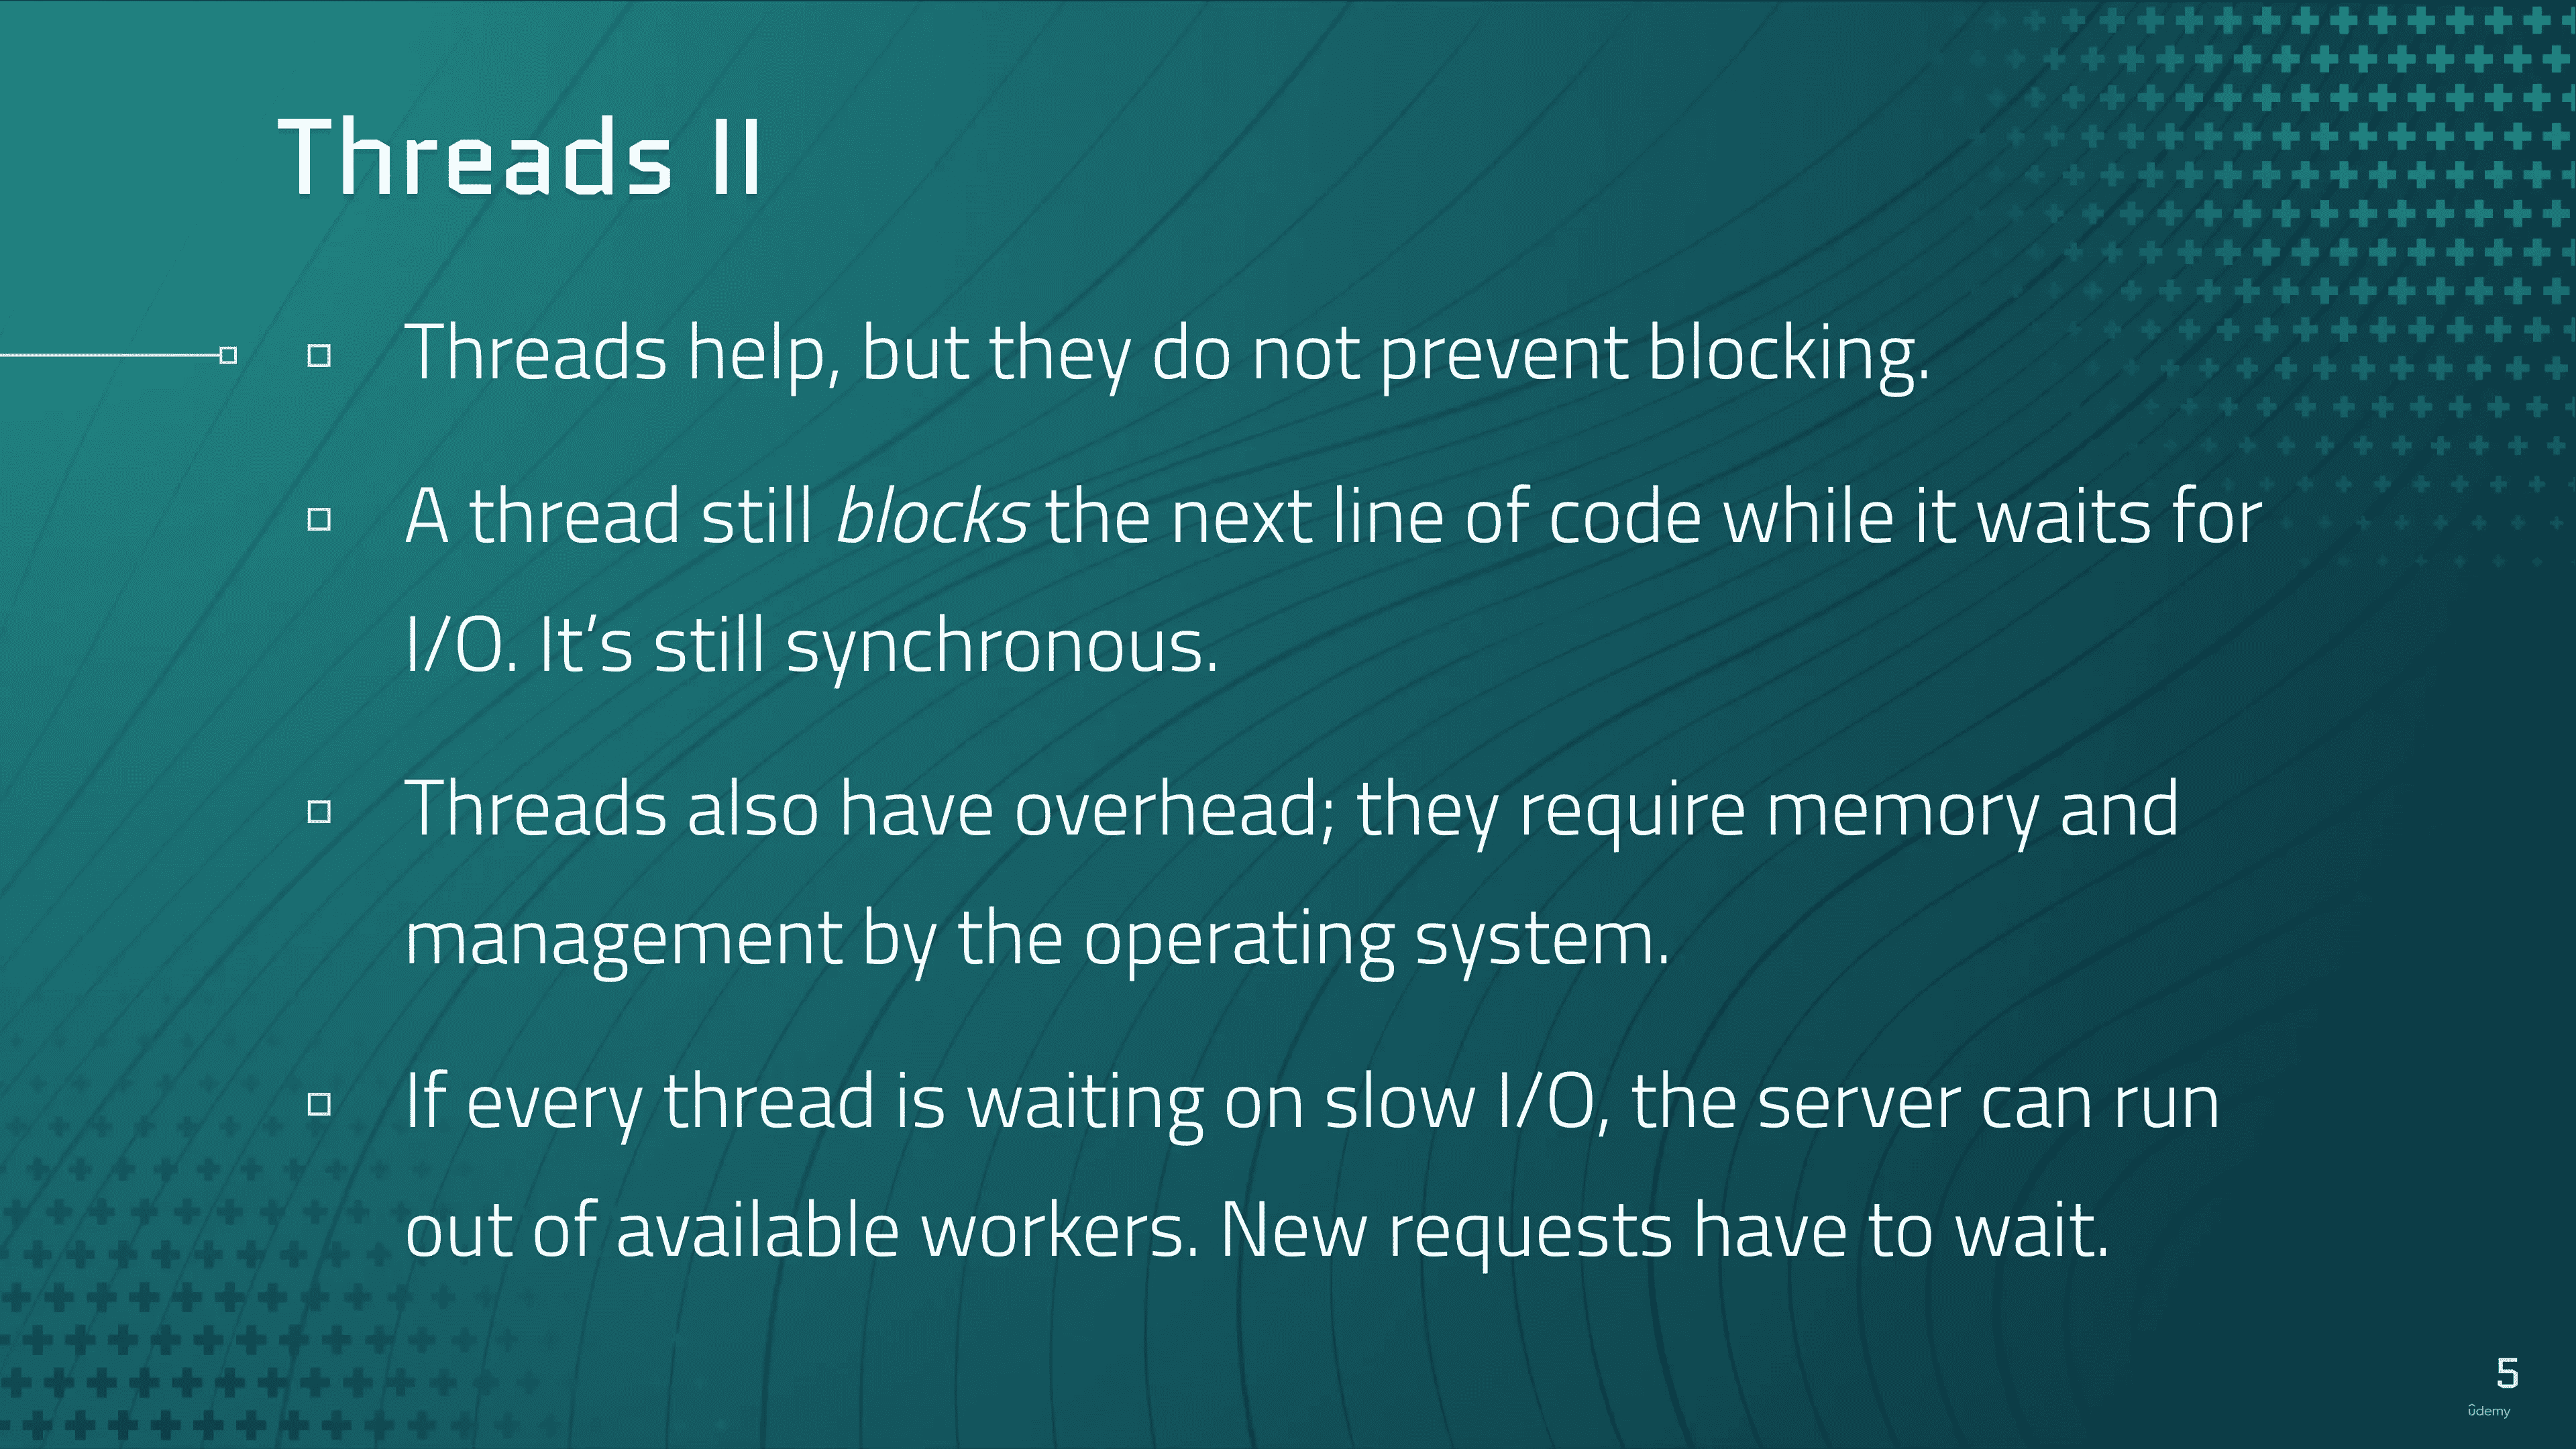 Threads II
Threads help, but they do not prevent blocking.
A thread still blocks the next line of code while it waits for
I/O. It’s still synchronous.
Threads also have overhead; they require memory and
management by the operating system.
If every thread is waiting on slow I/O, the server can run
out of available workers. New requests have to wait.
5
ûdemy